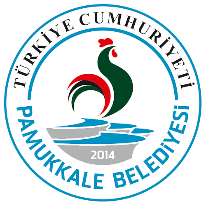 TÜRKİYE CUMHURİYETİ
2014
PAMUKKALE BELEDİYESİ